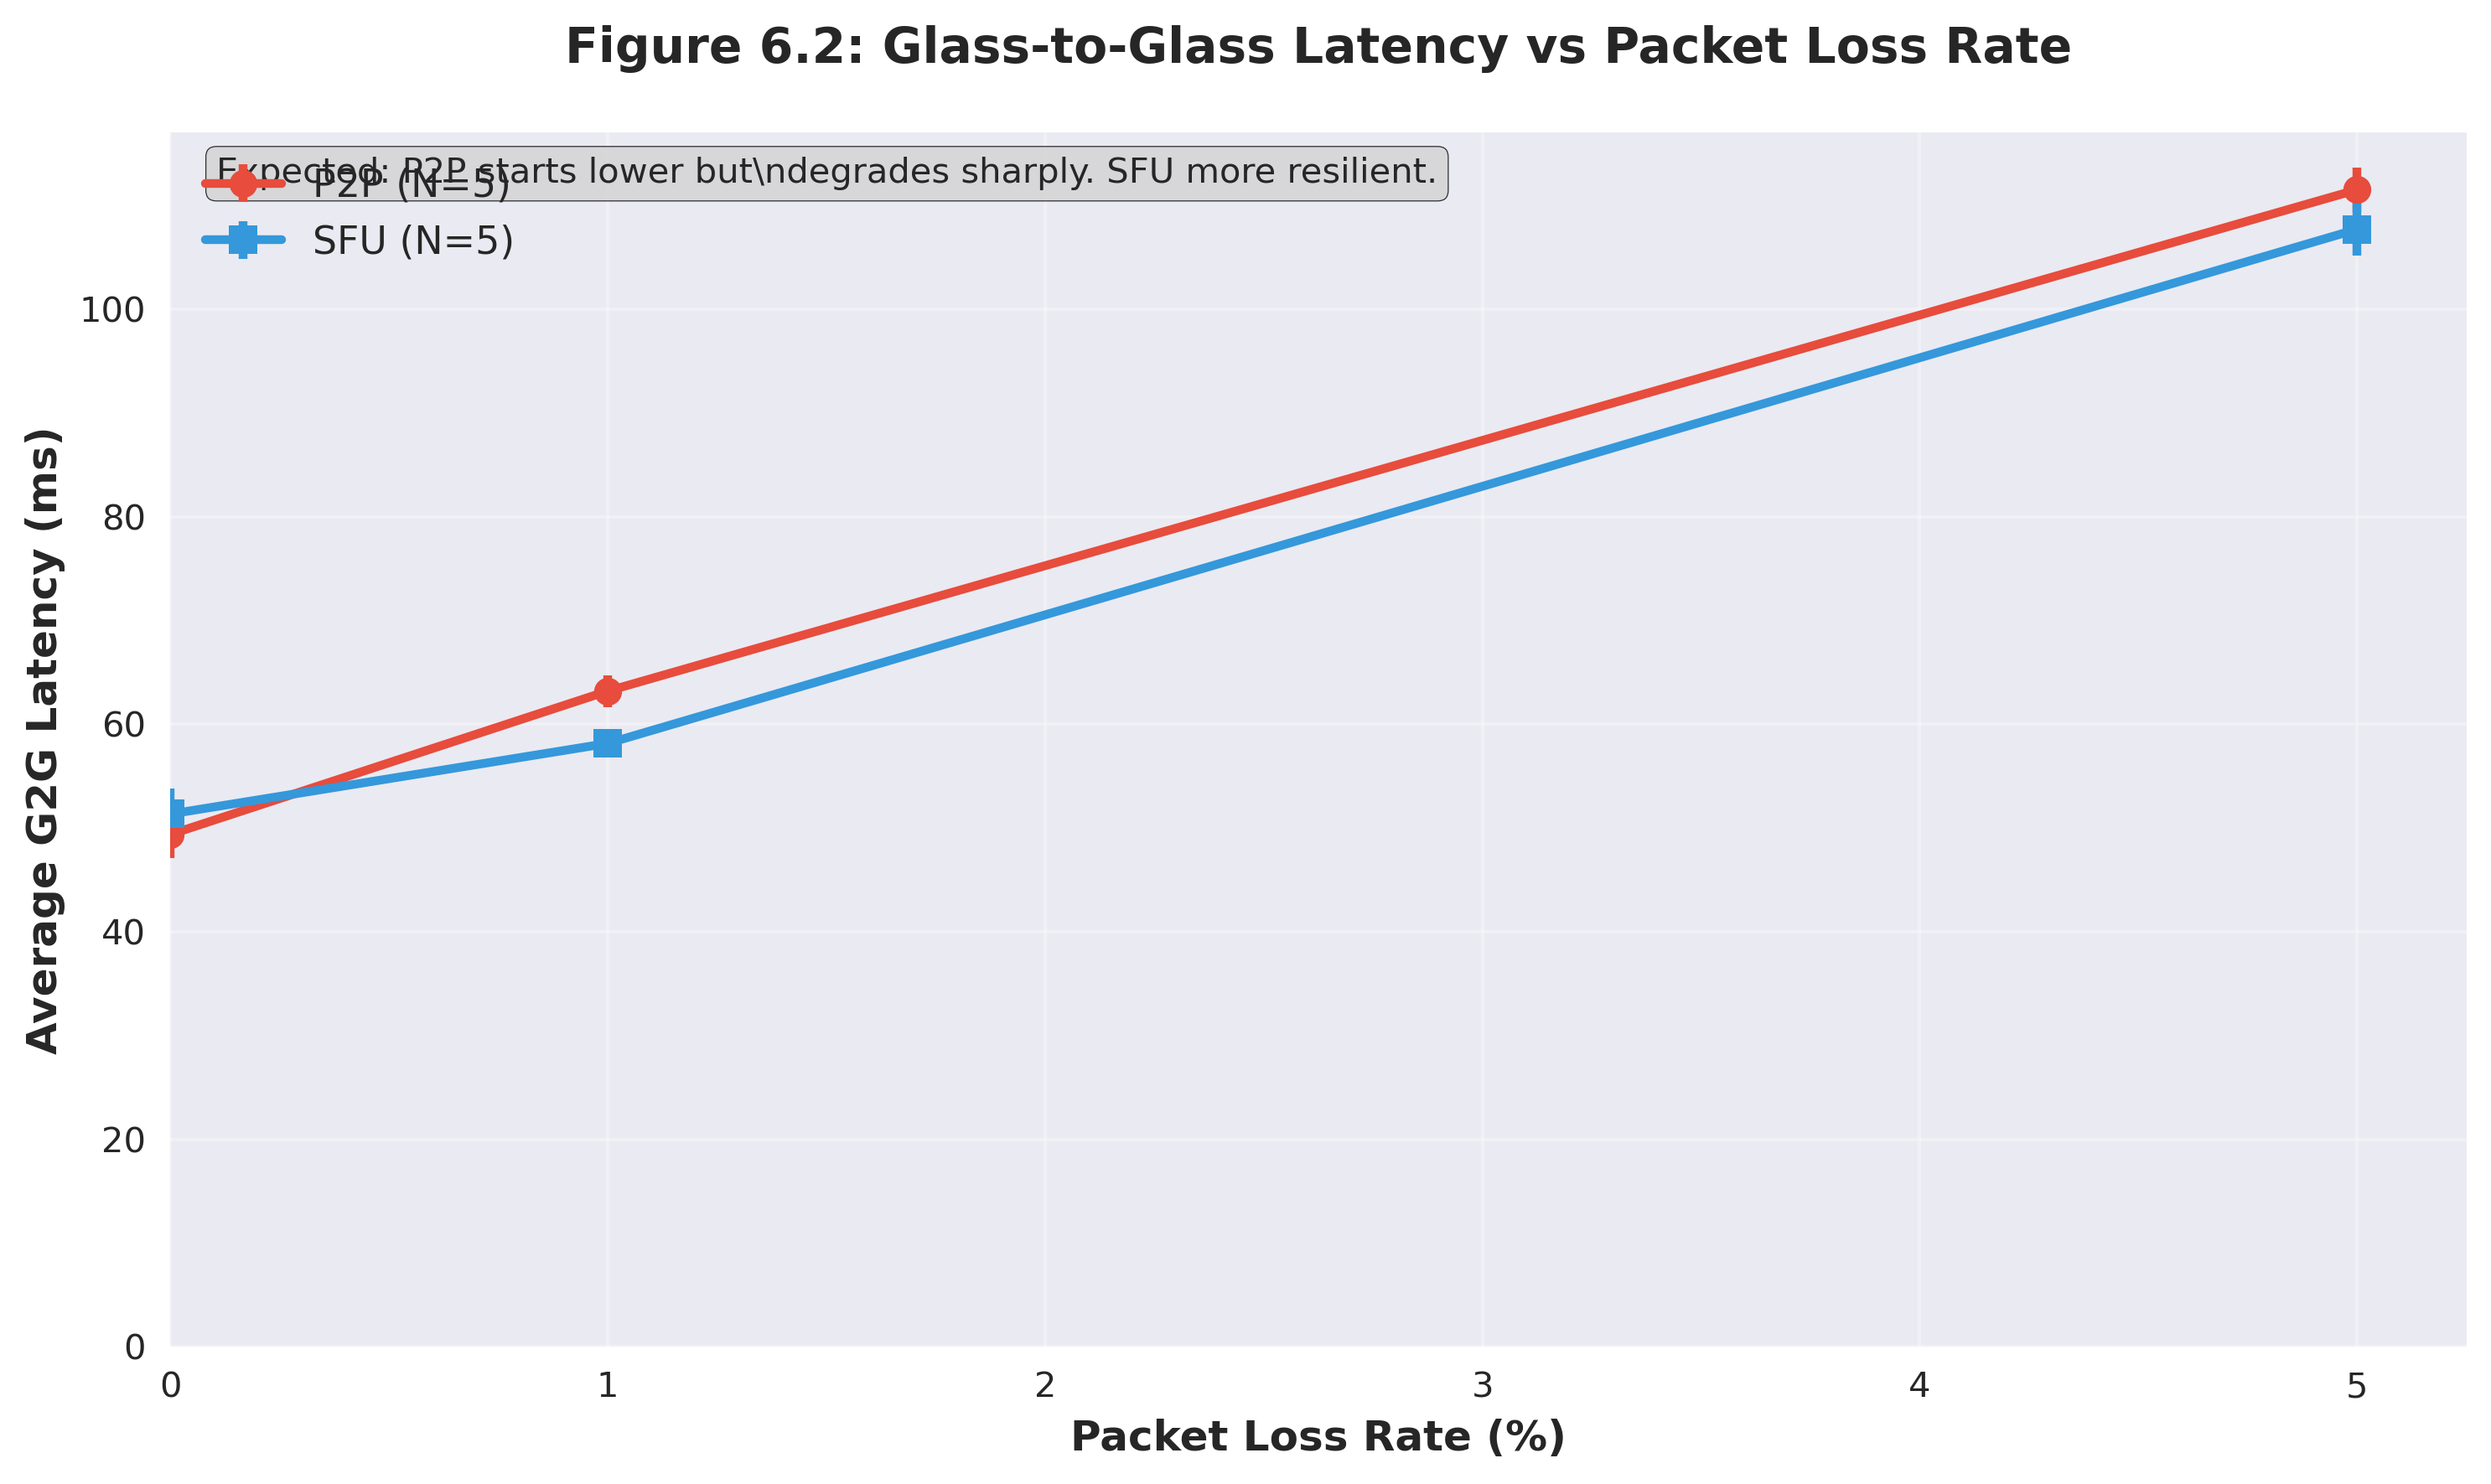 Figure 6.2: Glass-to-Glass Latency vs Packet Loss Rate
Expected: P2P starts lower but\ndegrades sharply. SFU more resilient.
P2P (N=5)
SFU (N=5)
Average G2G Latency (ms)
100
80
60
40
20
0
0 1 2 3 4 5
Packet Loss Rate (%)